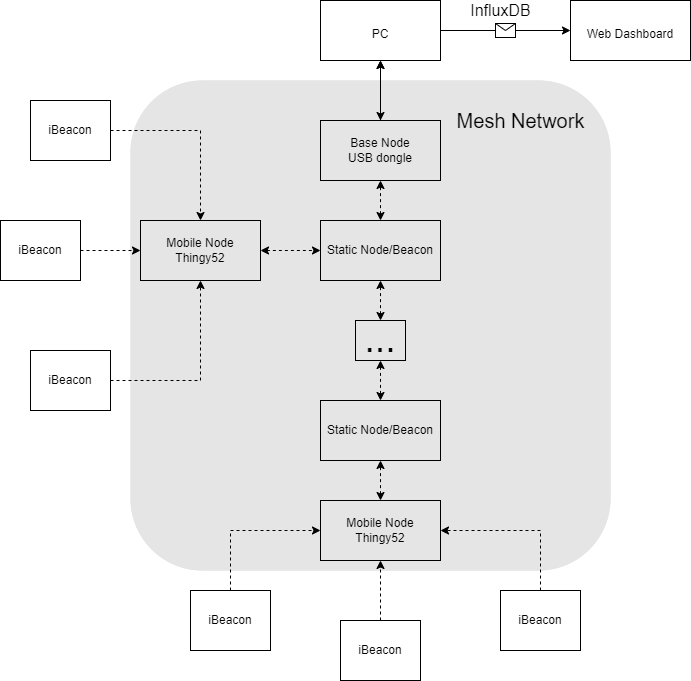 InfluxDB
PC
Web Dashboard
Mesh Network
iBeacon
Base Node
USB dongle
iBeacon
Mobile Node
Thingy52
Static Node/Beacon
...
iBeacon
Static Node/Beacon
Mobile Node
Thingy52
iBeacon
iBeacon
iBeacon